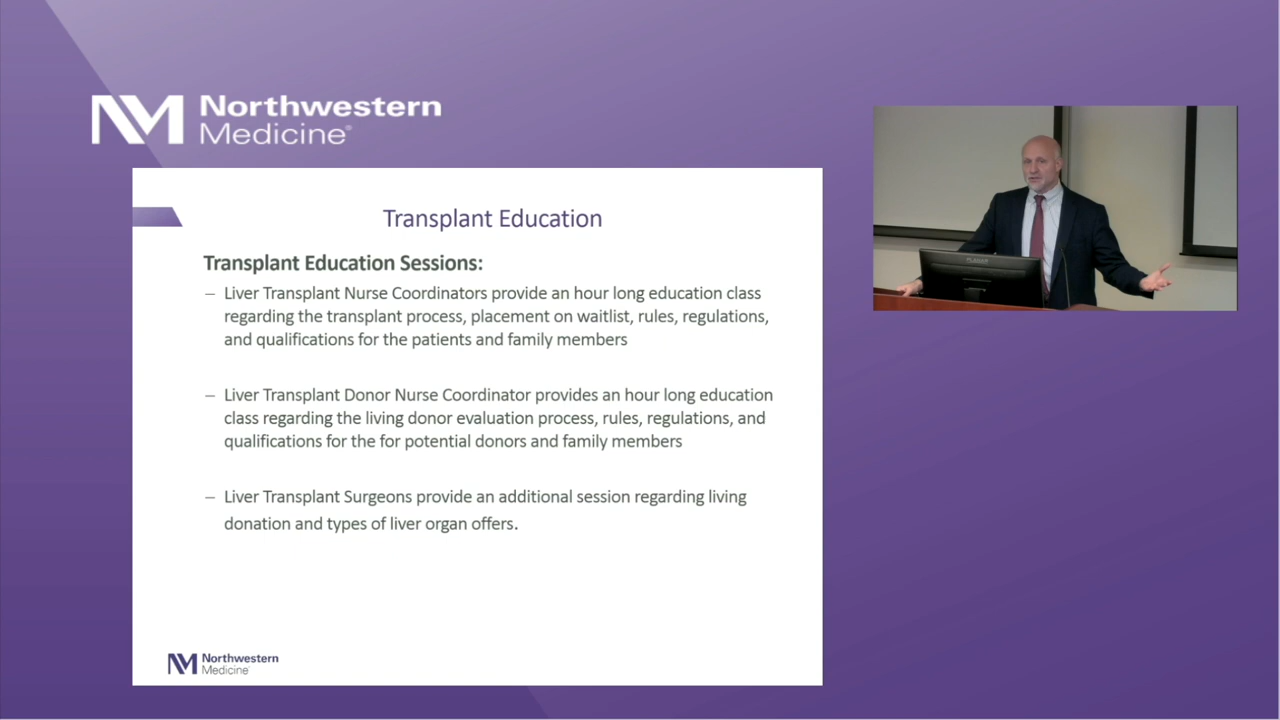 Northwestern
Medicine®
Transplant Education
Transplant Education Sessions:
– Liver Transplant Nurse Coordinators provide an hour long education class
regarding the transplant process, placement on waitlist, rules, regulations,
and qualifications for the patients and family members
– Liver Transplant Donor Nurse Coordinator provides an hour long education
class regarding the living donor evaluation process, rules, regulations, and
qualifications for the for potential donors and family members
– Liver Transplant Surgeons provide an additional session regarding living
donation and types of liver organ offers.
Northwestern
Medicine